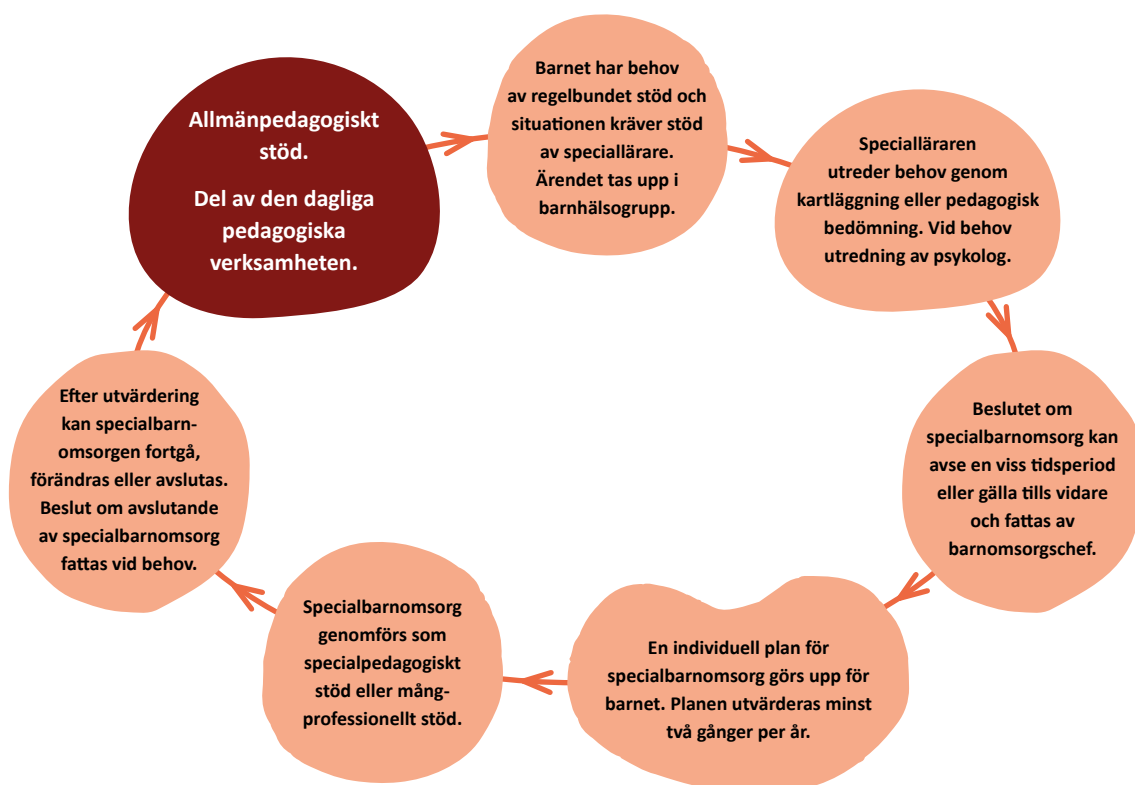 Allmänpedagogiskt
stöd.
Del av den dagliga
pedagogiska
verksamheten.
Barnet har behov
av regelbundet stöd och
situationen kräver stöd
av speciallärare.
Ärendet tas upp i
barnhälsogrupp.
Specialläraren
utreder behov genom
kartläggning eller pedagogisk
bedömning. Vid behov
utredning av psykolog.
Beslutet om
specialbarnomsorg kan
avse en viss tidsperiod
eller gälla tills vidare
och fattas av
barnomsorgschef.
En individuell plan för
specialbarnomsorg görs upp för
barnet. Planen utvärderas minst
två gånger per år.
Specialbarnomsorg
genomförs som
specialpedagogiskt
stöd eller mång-
professionellt stöd.
Efter utvärdering
kan specialbarn-
omsorgen fortgå,
förändras eller avslutas.
Beslut om avslutande
av specialbarnomsorg
fattas vid behov.